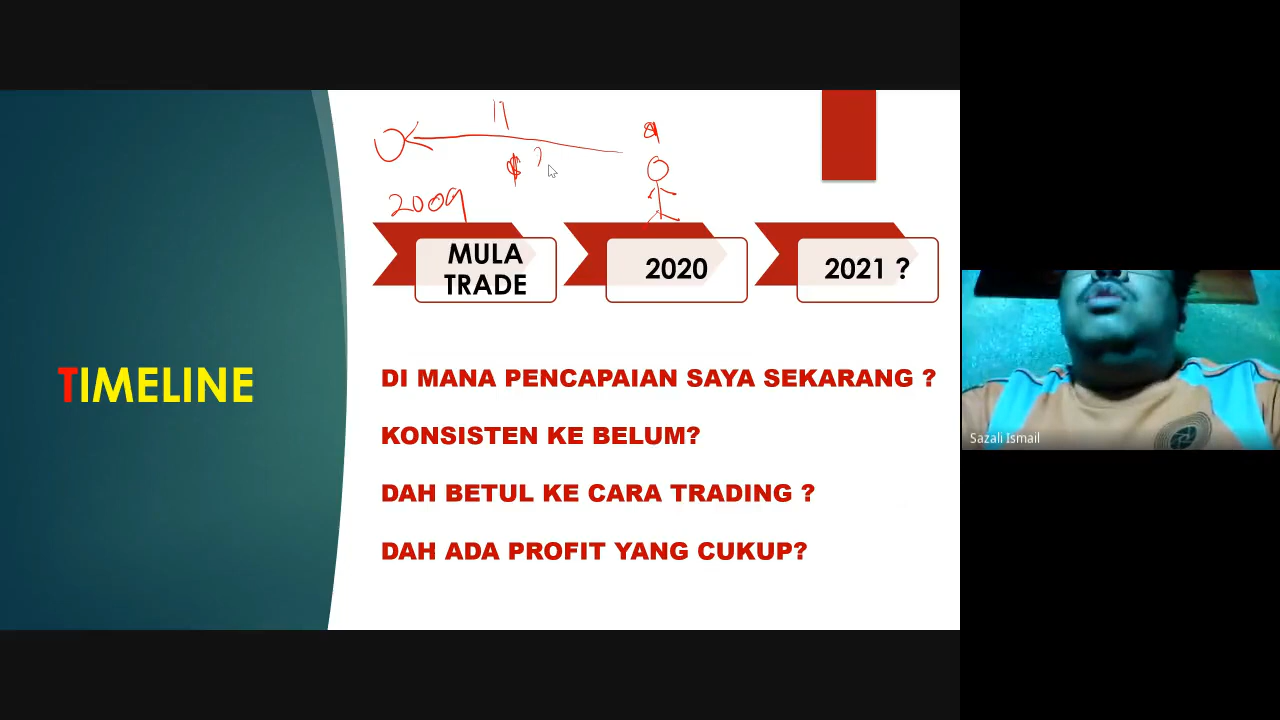 11
$ ?
2009
MULA
TRADE
2020
2021 ?
TIMELINE
DI MANA PENCAPAIAN SAYA SEKARANG ?
KONSISTEN KE BELUM?
DAH BETUL KE CARA TRADING ?
DAH ADA PROFIT YANG CUKUP?
Sazali Ismail